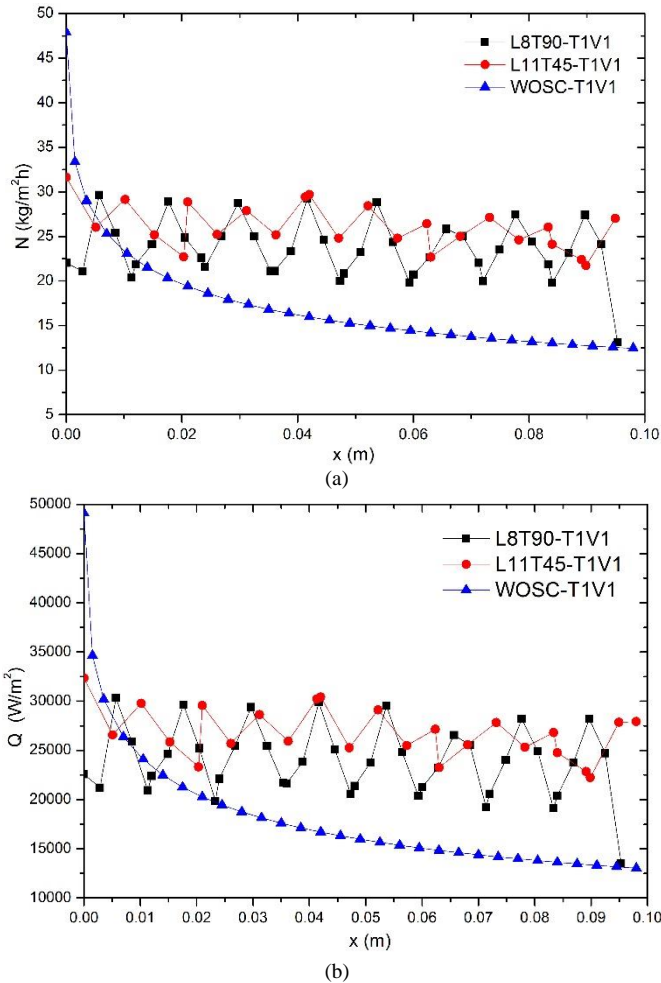 50
45
40
35
30
25
20
15
10
5
N (kg/m²h)
L8T90-T1V1
L11T45-T1V1
WOSC-T1V1
0.00 0.02 0.04 0.06 0.08 0.10
x (m)
(a)
50000
45000
40000
35000
30000
25000
20000
15000
10000
Q (W/m²)
L8T90-T1V1
L11T45-T1V1
WOSC-T1V1
0.00 0.01 0.02 0.03 0.04 0.05 0.06 0.07 0.08 0.09 0.10
x (m)
(b)